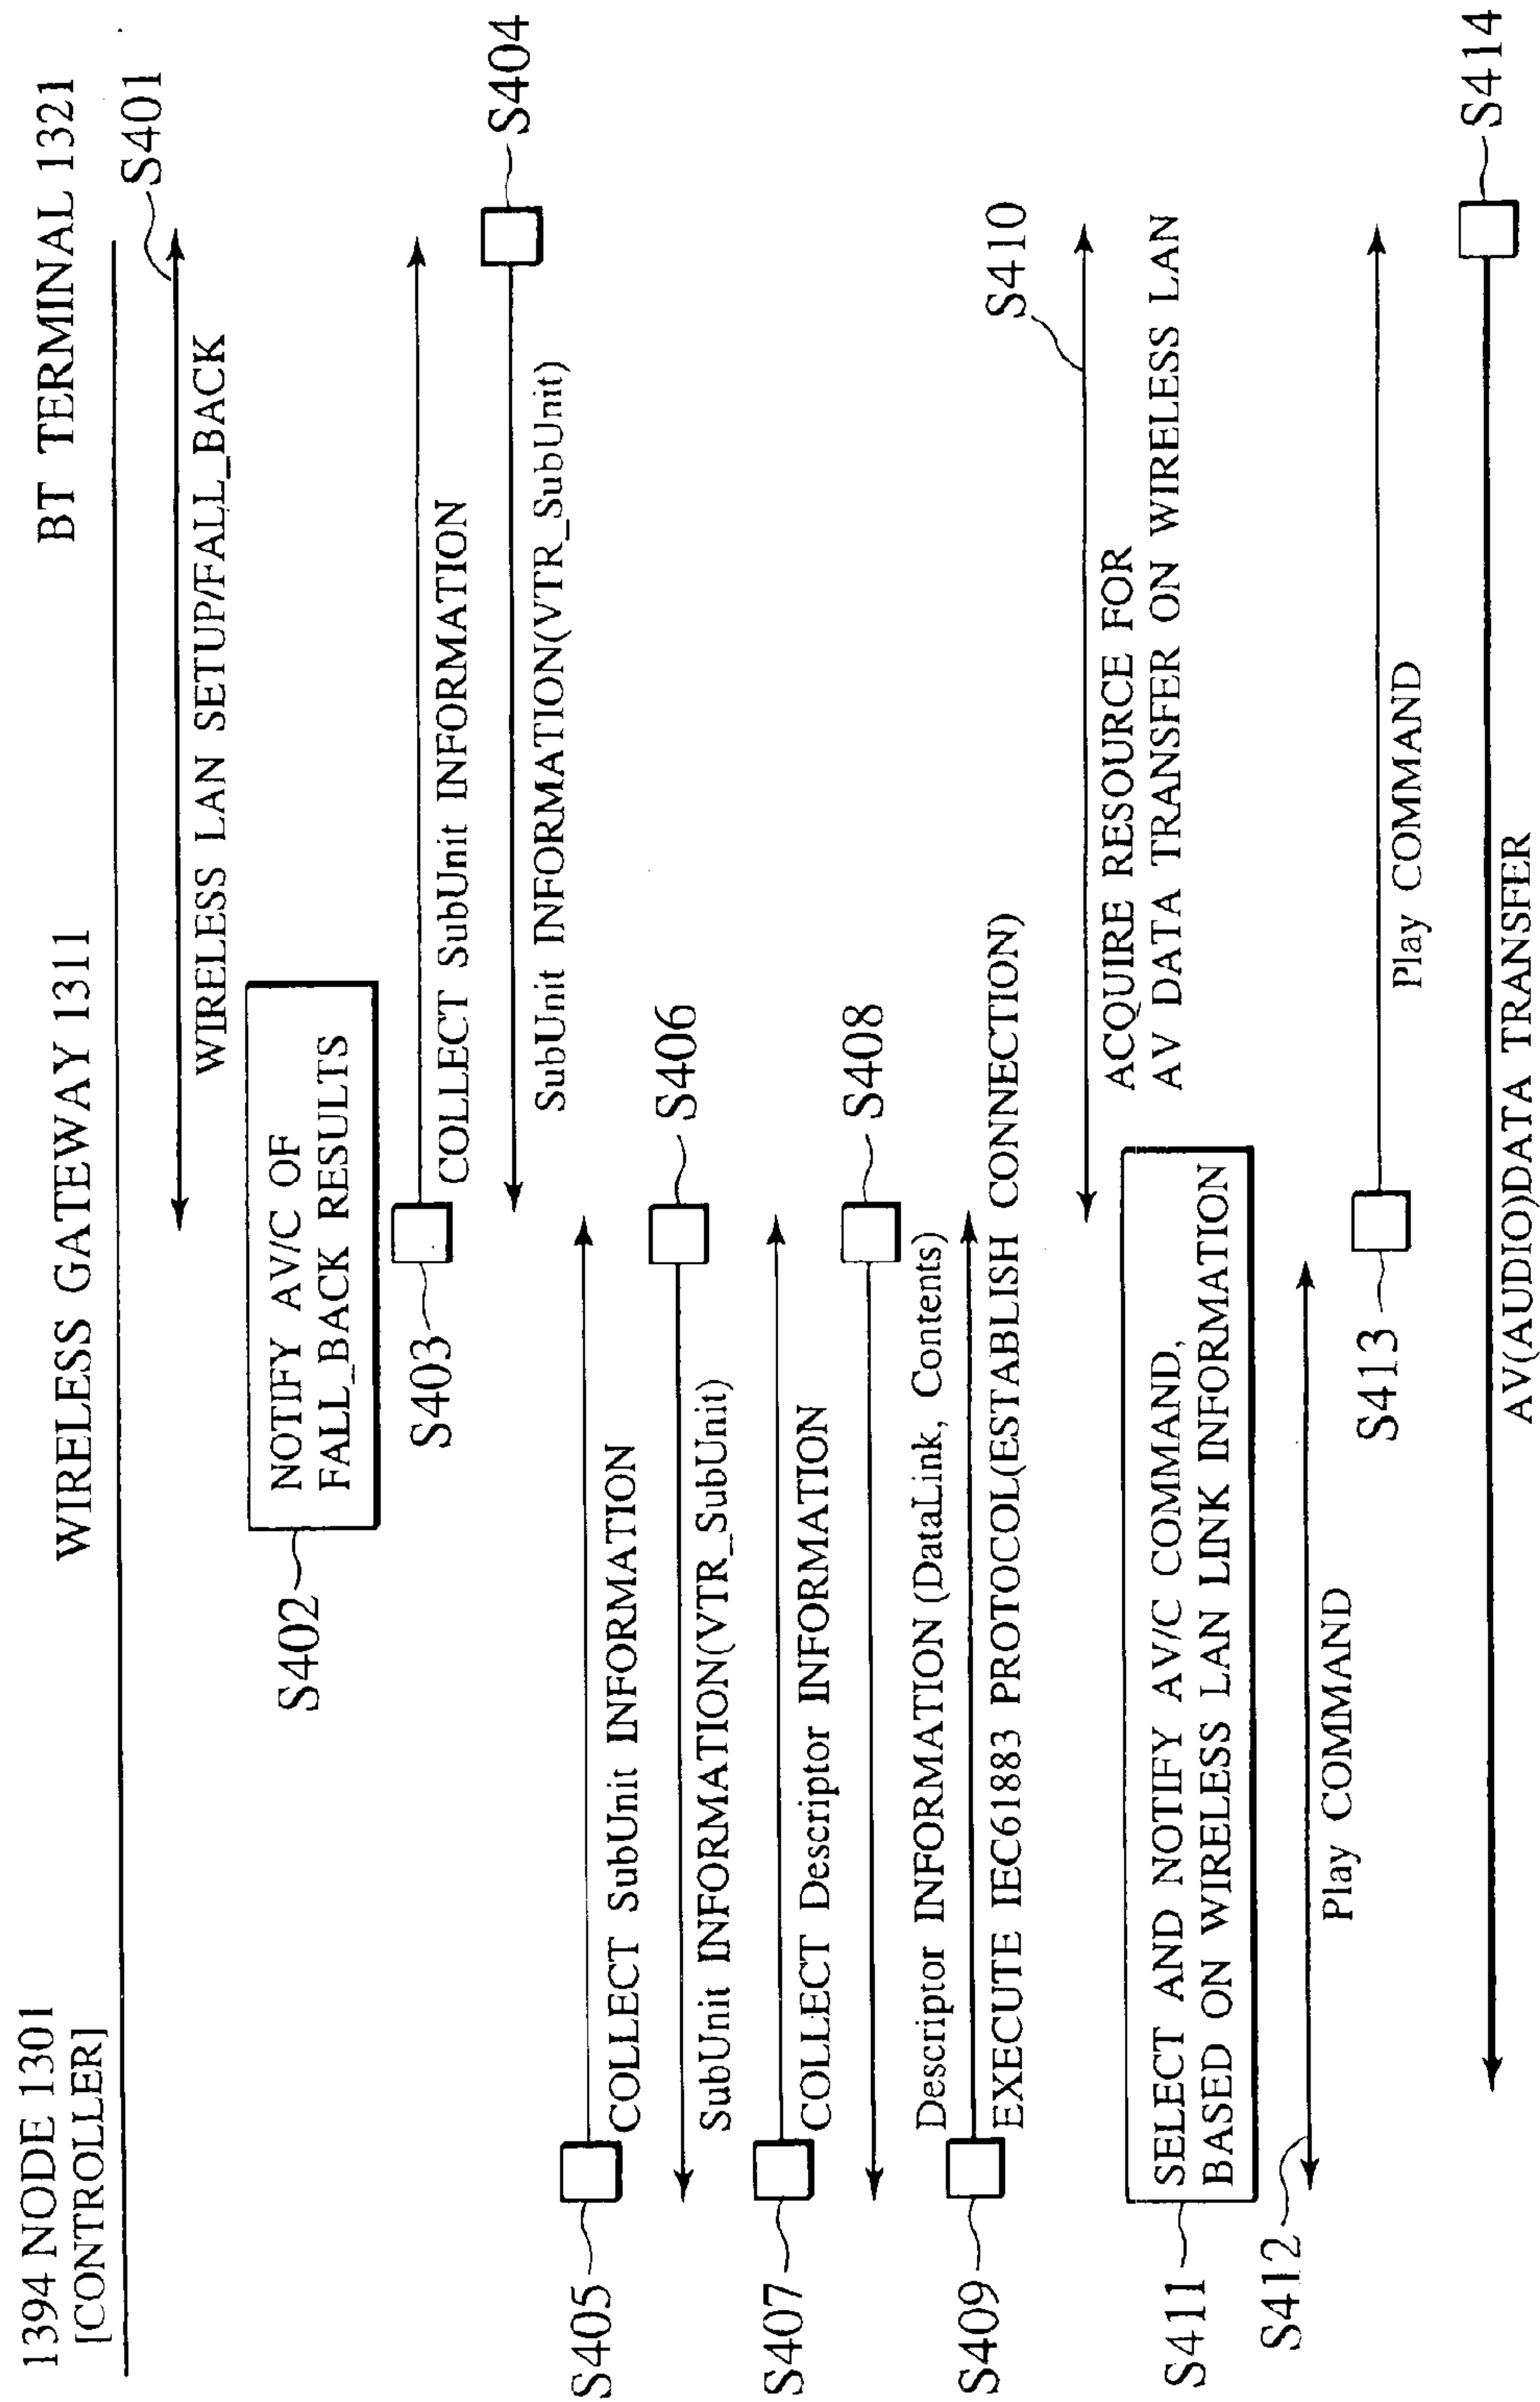 1394 NODE 1301
[CONTROLLER]
WIRELESS GATEWAY 1311
BT TERMINAL 1321
S401
WIRELESS LAN SETUP/FALL_BACK
S402
NOTIFY AV/C OF
FALL_BACK RESULTS
S403
COLLECT SubUnit INFORMATION
S404
SubUnit INFORMATION(VTR_SubUnit)
S405
COLLECT SubUnit INFORMATION
S406
SubUnit INFORMATION(VTR_SubUnit)
S407
COLLECT Descriptor INFORMATION
S408
Descriptor INFORMATION (DataLink, Contents)
S409
EXECUTE IEC61883 PROTOCOL(ESTABLISH CONNECTION)
S410
ACQUIRE RESOURCE FOR
AV DATA TRANSFER ON WIRELESS LAN
S411
SELECT AND NOTIFY AV/C COMMAND,
BASED ON WIRELESS LAN LINK INFORMATION
S412
Play COMMAND
S413
Play COMMAND
S414
AV(AUDIO)DATA TRANSFER